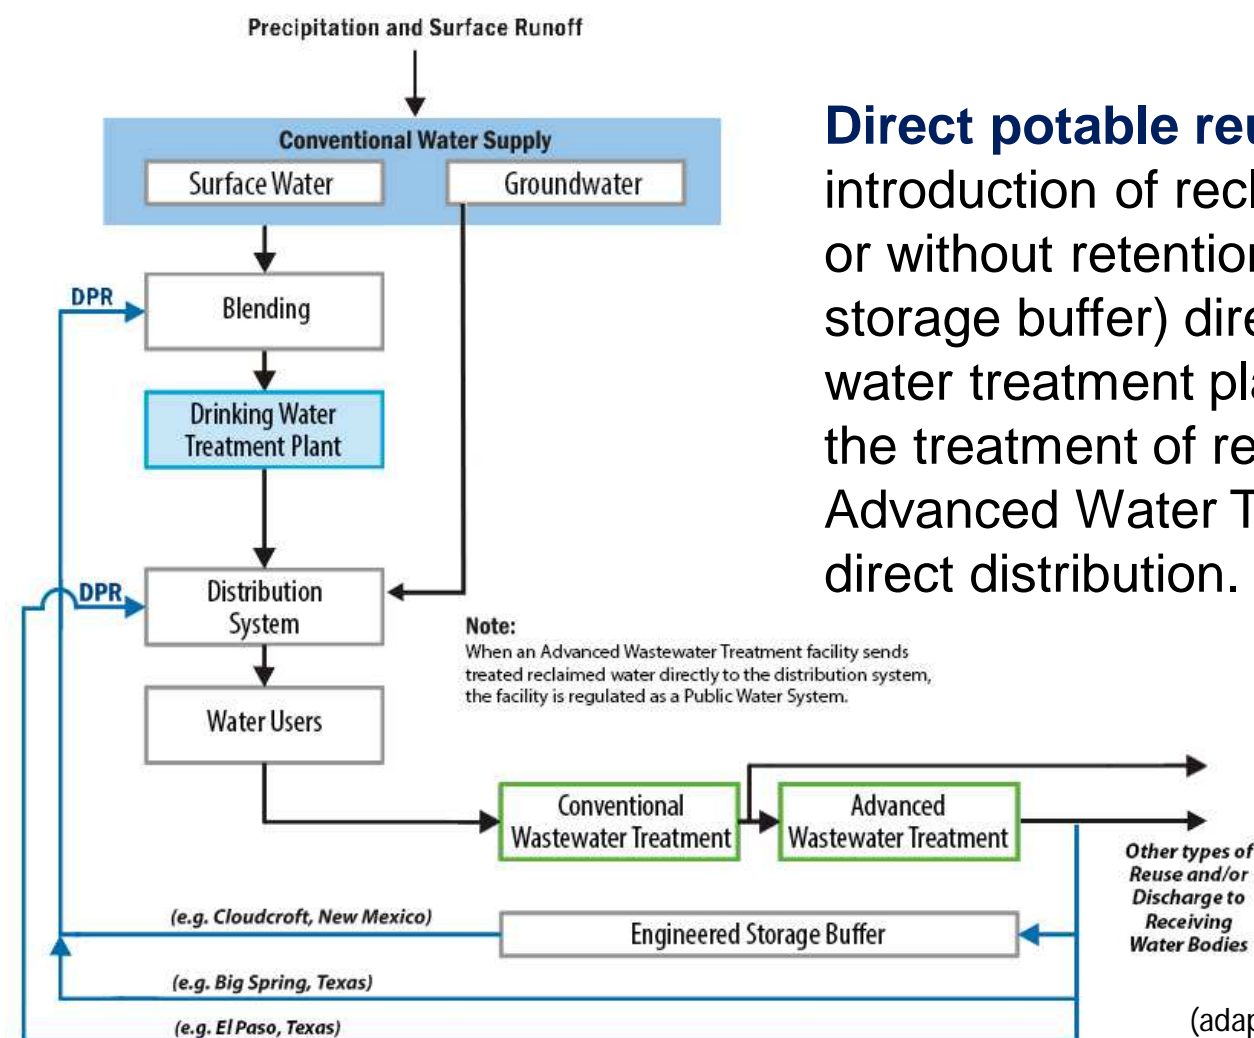 Precipitation and Surface Runoff
Conventional Water Supply
Surface Water
Groundwater
DPR
Blending
Drinking Water
Treatment Plant
DPR
Distribution
System
Water Users
Note:
When an Advanced Wastewater Treatment facility sends
treated reclaimed water directly to the distribution system,
the facility is regulated as a Public Water System.
Conventional
Wastewater Treatment
Advanced
Wastewater Treatment
Other types of
Reuse and/or
Discharge to
Receiving
Water Bodies
(e.g. Cloudcroft, New Mexico)
Engineered Storage Buffer
(e.g. Big Spring, Texas)
(e.g. El Paso, Texas)
Direct potable
introduction of
or without
storage buffer)
water treatment
the treatment of
Advanced Water
direct distribution.